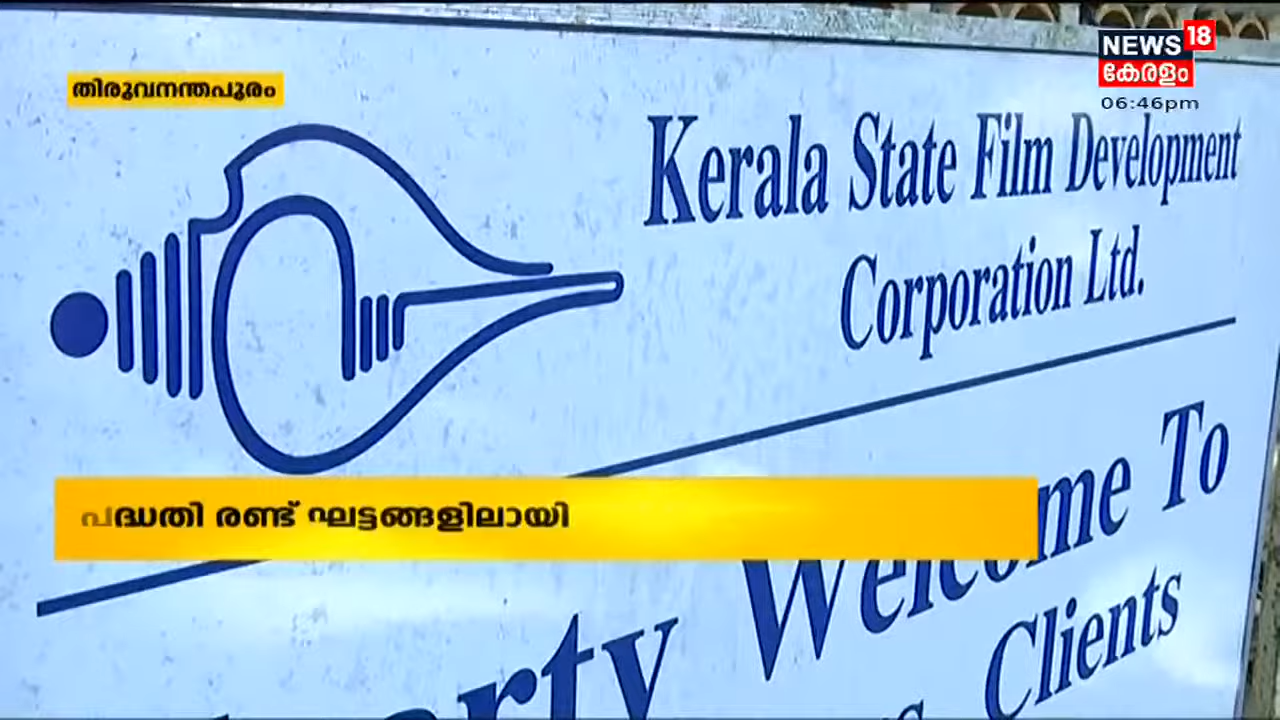 തിരുവനന്തപുരം
NEWS 18
കേരളം
06:46pm
Kerala State Film Development
Corporation Ltd.
പദ്ധതി രണ്ട് ഘട്ടങ്ങളിലായി
To
Clients